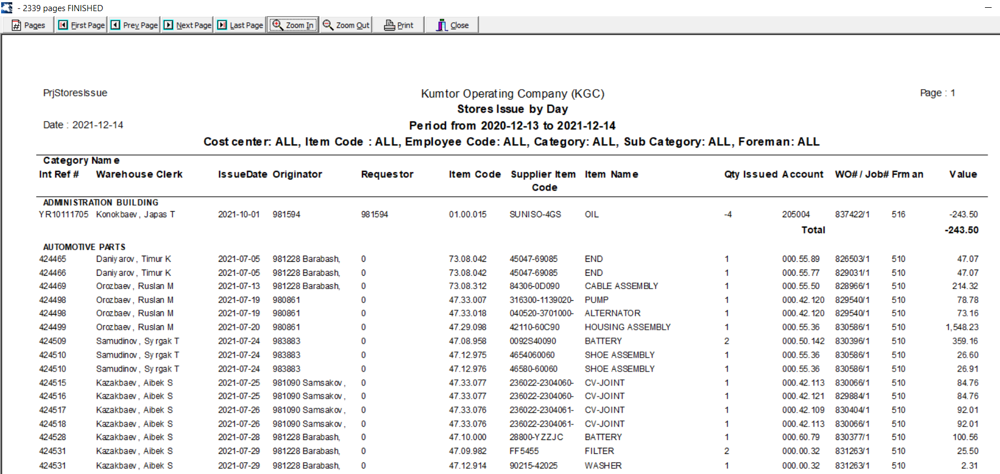 - 2339 pages FINISHED
Pages First Page Prev Page Next Page Last Page Zoom In Zoom Out Print Close
PrjStoresIssue Kumtor Operating Company (KGC) Page : 1
Stores Issue by Day
Date : 2021-12-14 Period from 2020-12-13 to 2021-12-14
Cost center: ALL, Item Code : ALL, Employee Code: ALL, Category: ALL, Sub Category: ALL, Foreman: ALL
Category Name
Int Ref # Warehouse Clerk IssueDate Originator Requestor Item Code Supplier Item Item Name Qty Issued Account WO# / Job# Frman Value
Code
ADMINISTRATION BUILDING
YR10111705 Konokbaev, Japas T 2021-10-01 981594 981594 01.00.015 SUNISO-4GS OIL -4 205004 837422/1 516 -243.50
Total -243.50
AUTOMOTIVE PARTS
424465 Daniyarov, Timur K 2021-07-05 981228 Barabash, 0 73.08.042 45047-69085 END 1 000.55.89 826503/1 510 47.07
424466 Daniyarov, Timur K 2021-07-05 981228 Barabash, 0 73.08.042 45047-69085 END 1 000.55.77 829031/1 510 47.07
424469 Orozbaev, Ruslan M 2021-07-13 981228 Barabash, 0 73.08.312 84306-0D090 CABLE ASSEMBLY 1 000.55.50 828966/1 510 214.32
424498 Orozbaev, Ruslan M 2021-07-19 980861 0 47.33.007 316300-1139020- PUMP 1 000.42.120 829540/1 510 78.78
424498 Orozbaev, Ruslan M 2021-07-19 980861 0 47.33.018 040520-3701000- ALTERNATOR 1 000.42.120 829540/1 510 73.16
424499 Orozbaev, Ruslan M 2021-07-20 980861 0 47.29.098 42110-60C90 HOUSING ASSEMBLY 1 000.55.36 830586/1 510 1,548.23
424509 Samudinov, Syrgak T 2021-07-24 983883 0 47.08.958 0092S40090 BATTERY 2 000.50.142 830396/1 510 359.16
424510 Samudinov, Syrgak T 2021-07-24 983883 0 47.12.975 4654060060 SHOE ASSEMBLY 1 000.55.36 830586/1 510 26.60
424510 Samudinov, Syrgak T 2021-07-24 983883 0 47.12.976 46580-60060 SHOE ASSEMBLY 1 000.55.36 830586/1 510 26.91
424515 Kazakbaev, Aibek S 2021-07-25 981090 Samsakov, 0 47.33.077 236022-2304060- CV-JOINT 1 000.42.113 830066/1 510 84.76
424516 Kazakbaev, Aibek S 2021-07-25 981090 Samsakov, 0 47.33.077 236022-2304060- CV-JOINT 1 000.42.121 829884/1 510 84.76
424517 Kazakbaev, Aibek S 2021-07-26 981090 Samsakov, 0 47.33.076 236022-2304061- CV-JOINT 1 000.42.109 830404/1 510 92.01
424518 Kazakbaev, Aibek S 2021-07-26 981090 Samsakov, 0 47.33.076 236022-2304061- CV-JOINT 1 000.42.113 830066/1 510 92.01
424528 Kazakbaev, Aibek S 2021-07-28 981228 Barabash, 0 47.10.000 28800-YZZJC BATTERY 1 000.60.79 830377/1 510 100.56
424531 Kazakbaev, Aibek S 2021-07-29 981228 Barabash, 0 47.09.982 FF5455 FILTER 2 000.00.32 831263/1 510 25.50
424531 Kazakbaev, Aibek S 2021-07-29 981228 Barabash, 0 47.12.914 90215-42025 WASHER 1 000.00.32 831263/1 510 2.31